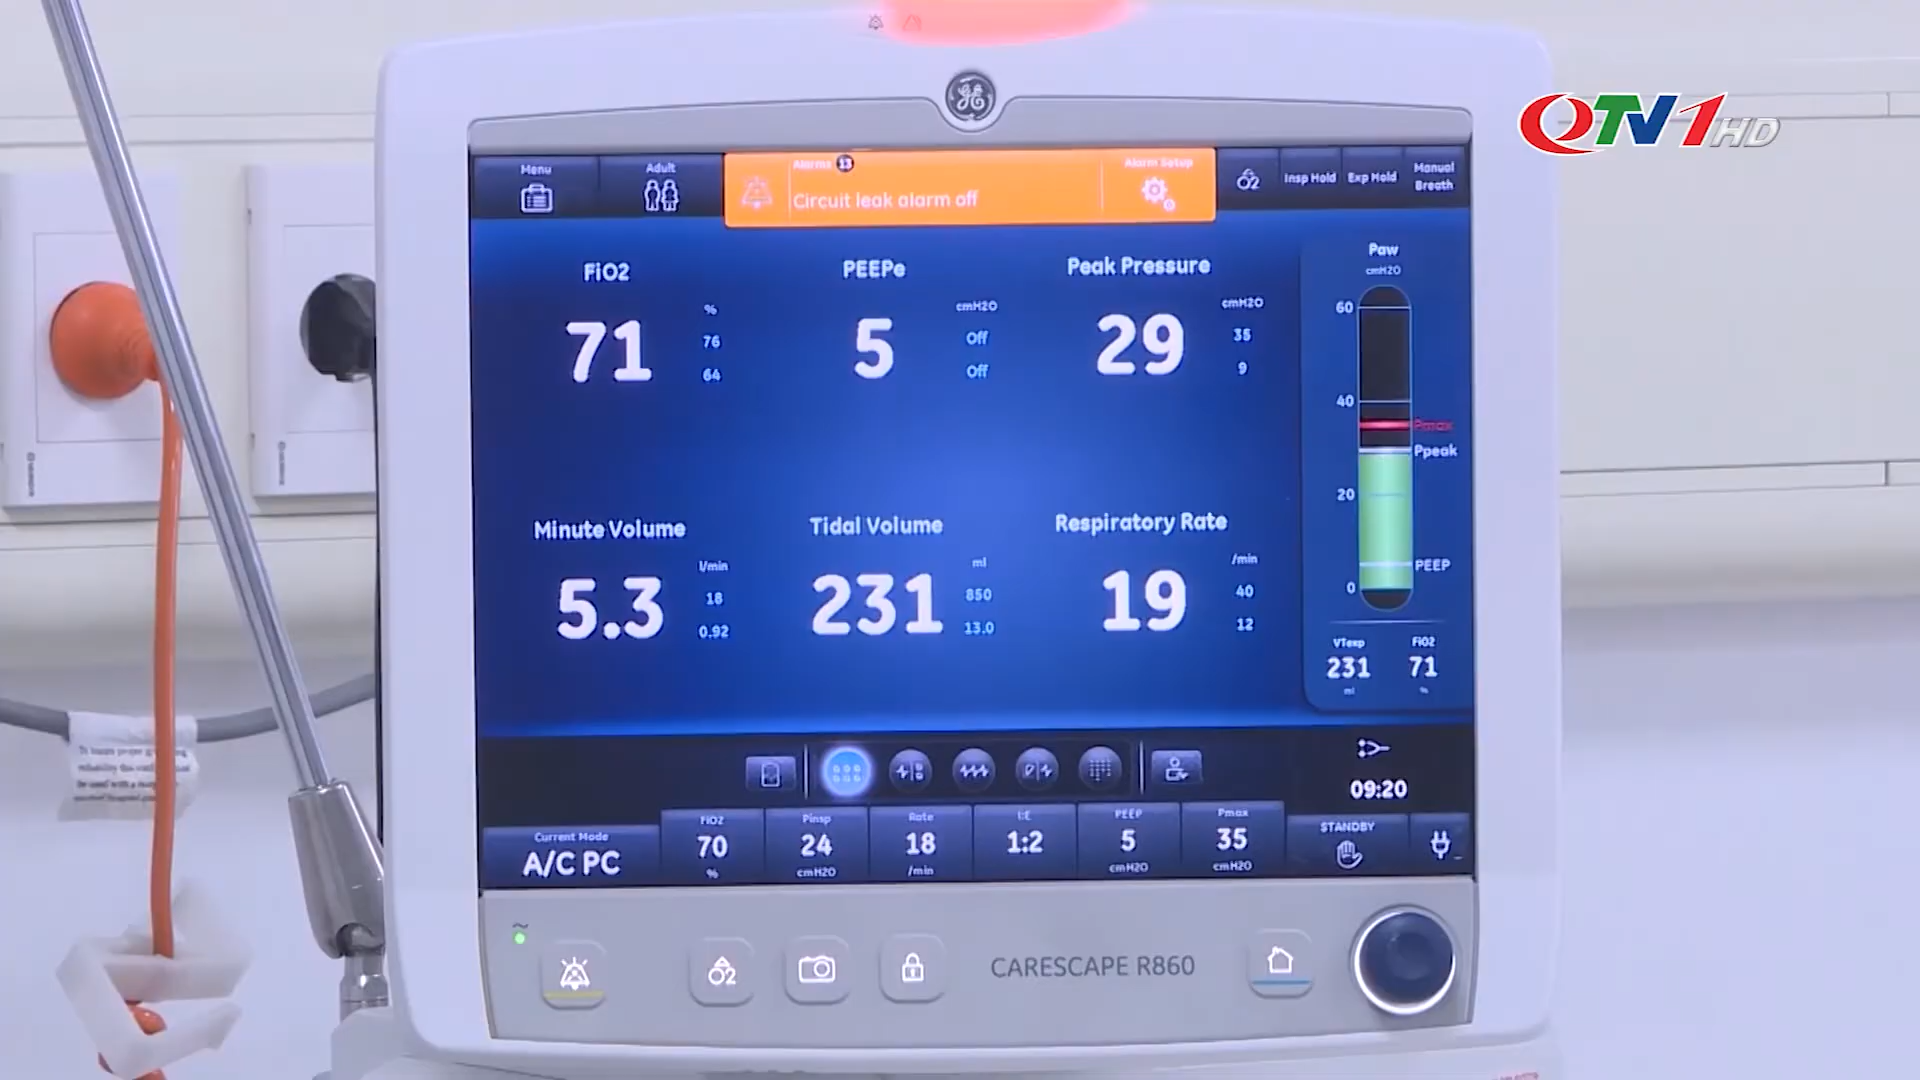 QTV1HD
Menu
Adult
Alarms 13
Circuit leak alarm off
Alarm Setup
O2
Insp Hold
Exp Hold
Manual
Breath
FiO2
71
%
76
64
PEEPe
5
cmH2O
Off
Off
Peak Pressure
29
cmH2O
35
9
Paw
cmH2O
60
40
Pmax
Ppeak
20
PEEP
0
VTexp
231
ml
FiO2
71
%
Minute Volume
5.3
l/min
18
0.92
Tidal Volume
231
ml
850
13.0
Respiratory Rate
19
/min
40
12
09:20
Current Mode
A/C PC
FiO2
70
%
Pinsp
24
cmH2O
Rate
18
/min
I:E
1:2
PEEP
5
cmH2O
Pmax
35
cmH2O
STANDBY
O2
CARESCAPE R860